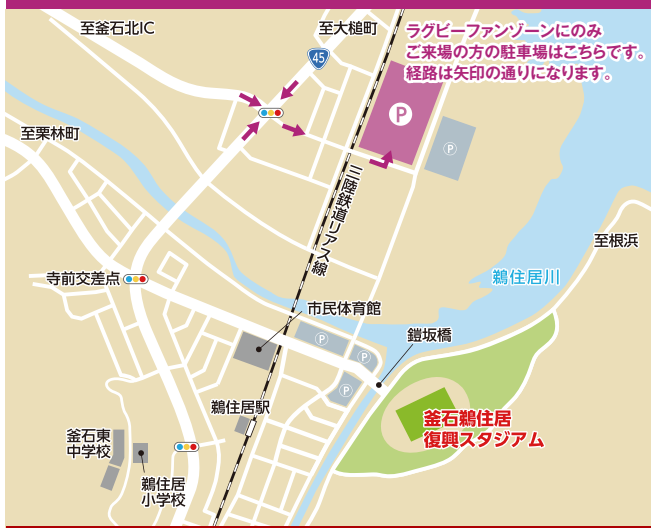 至釜石北IC
至大槌町
ラグビーファンゾーンにのみ
ご来場の方の駐車場はこちらです。
経路は矢印の通りになります。
45
P
P
至栗林町
三陸鉄道リアス線
至根浜
鵜住居川
寺前交差点
市民体育館
P
P
P
鎧坂橋
鵜住居駅
釜石鵜住居
復興スタジアム
釜石東
中学校
鵜住居
小学校